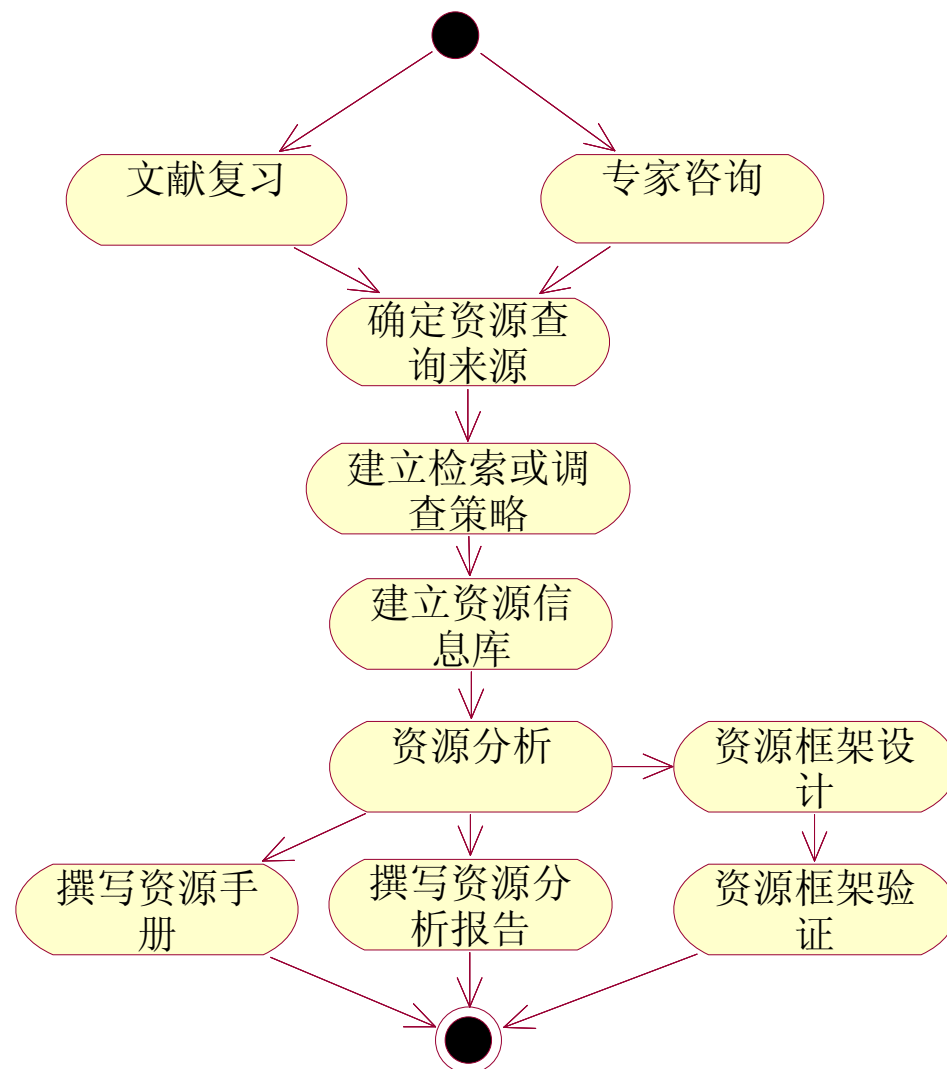 文献复习
专家咨询
确定资源查
询来源
建立检索或调
查策略
建立资源信
息库
资源分析
资源框架设
计
撰写资源手
册
撰写资源分
析报告
资源框架验
证